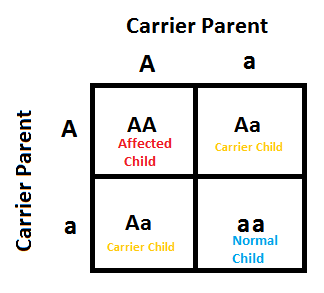 Carrier Parent
A a
Carrier Parent
A
AA
Affected
Child
Aa
Carrier Child
a
Aa
Carrier Child
aa
Normal
Child